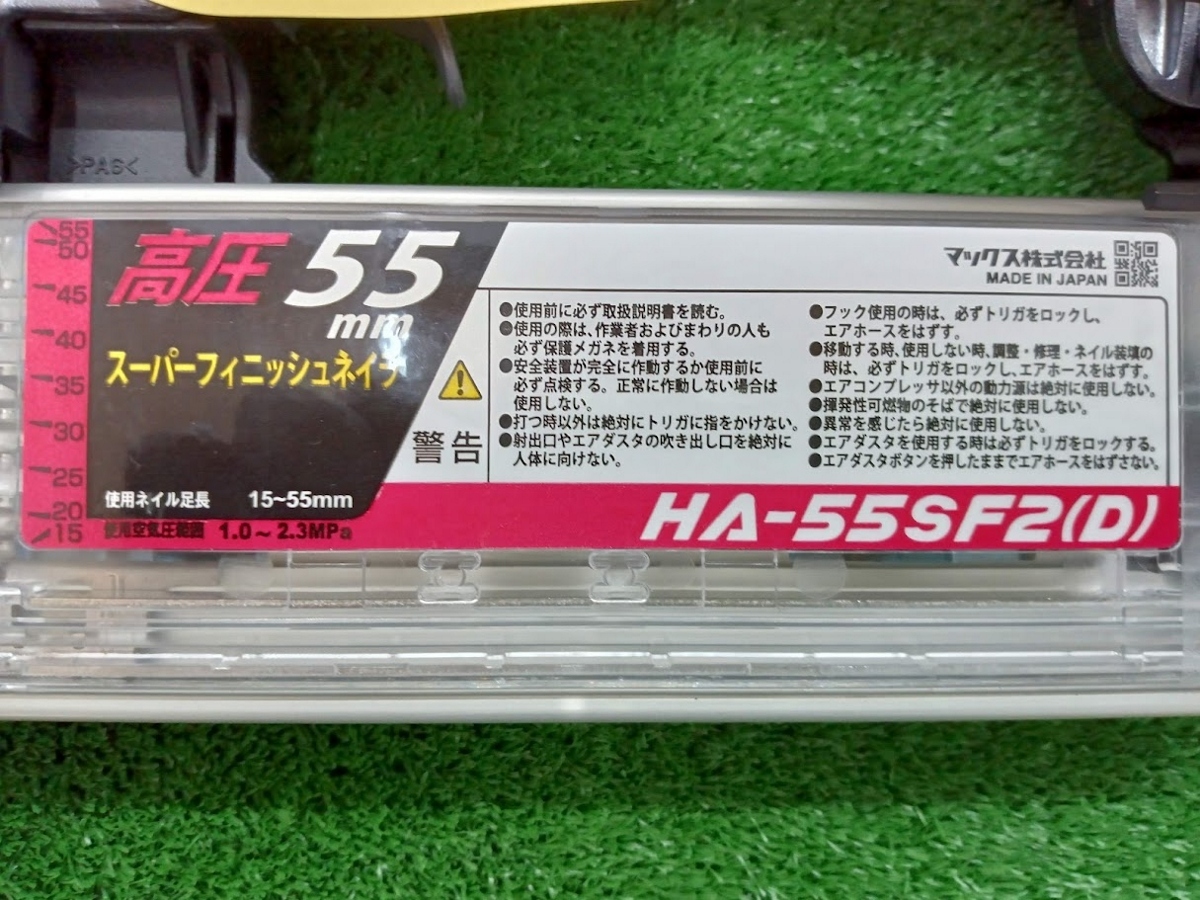 >PA6<
55
50
45
40
35
30
25
20
15
高圧 55
mm
スーパーフィニッシュネイラ
使用ネイル足長 15~55mm
使用空気圧範囲 1.0~2.3MPa
警告
●使用前に必ず取扱説明書を読む。
●使用の際は、作業者およびまわりの人も
必ず保護メガネを着用する。
●安全装置が完全に作動するか使用前に
必ず点検する。正常に作動しない場合は
使用しない。
●打つ時以外は絶対にトリガに指をかけない。
●射出口やエアダスタの吹き出し口を絶対に
人体に向けない。
マックス株式会社
MADE IN JAPAN
●フック使用の時は、必ずトリガをロックし、
エアホースをはずす。
●移動する時、使用しない時、調整・修理・ネイル装填の
時は、必ずトリガをロックし、エアホースをはずす。
●エアコンプレッサ以外の動力源は絶対に使用しない。
●揮発性可燃物のそばで絶対に使用しない。
●異常を感じたら絶対に使用しない。
●エアダスタを使用する時は必ずトリガをロックする。
●エアダスタボタンを押したままでエアホースをはずさない。
HA-55SF2(D)